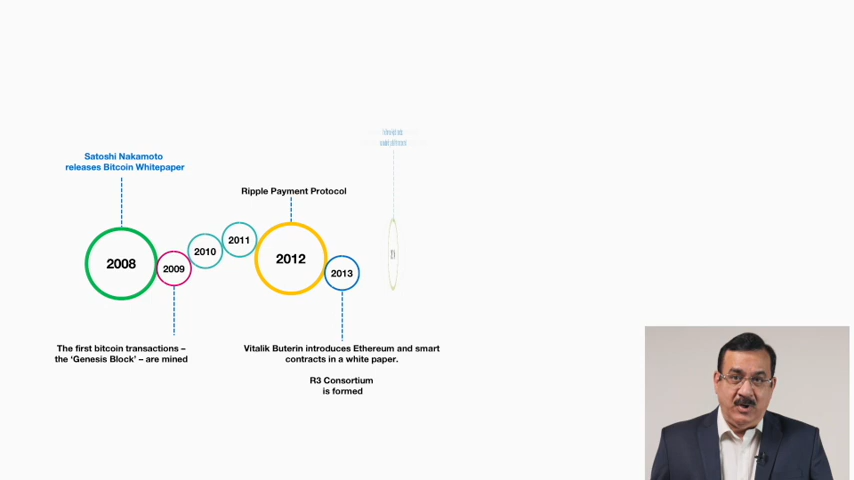 Satoshi Nakamoto
releases Bitcoin Whitepaper
Ripple Payment Protocol
2008
2009
2010
2011
2012
2013
The first bitcoin transactions –
the ‘Genesis Block’ – are mined
Vitalik Buterin introduces Ethereum and smart
contracts in a white paper.
R3 Consortium
is formed